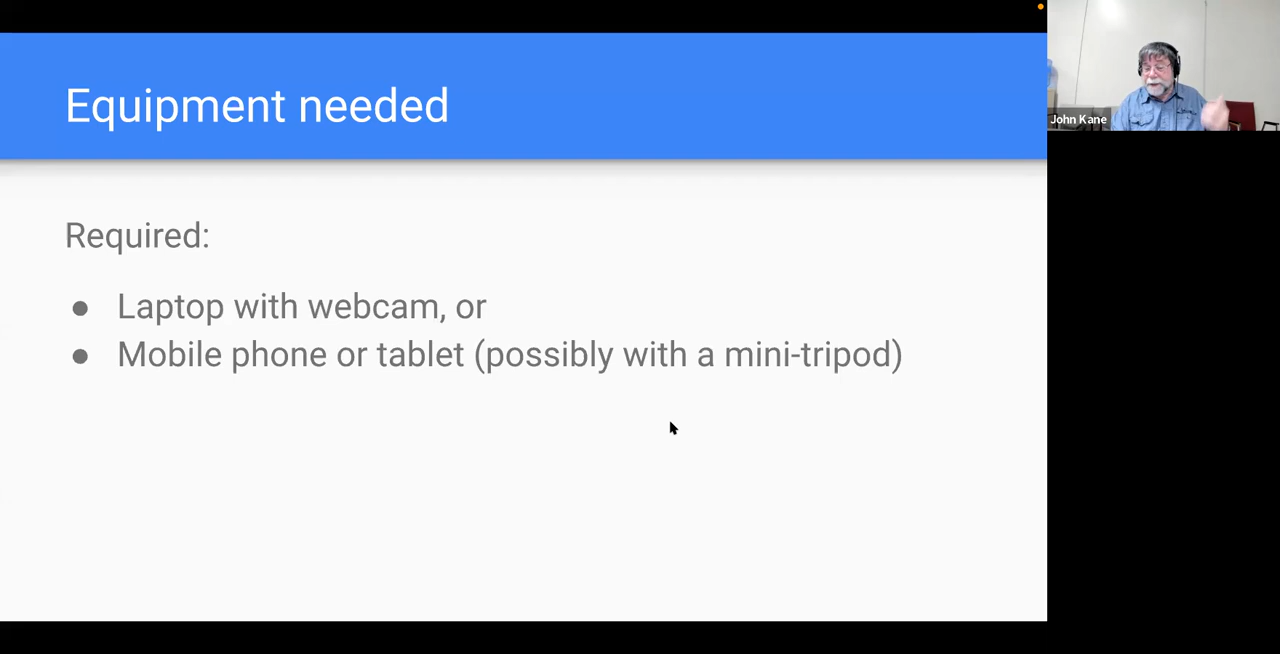 Equipment needed
John Kane
Required:
● Laptop with webcam, or
● Mobile phone or tablet (possibly with a mini-tripod)